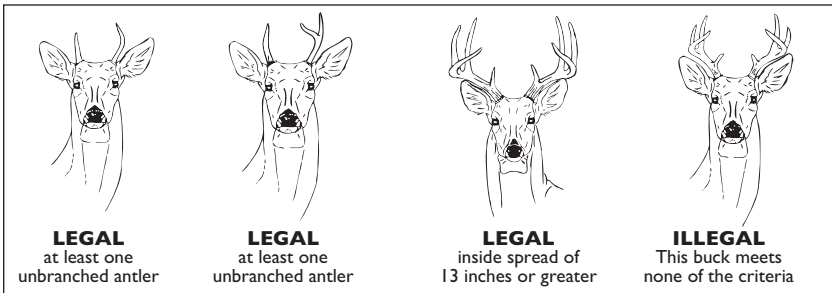 LEGAL
at least one
unbranched antler
LEGAL
at least one
unbranched antler
LEGAL
inside spread of
13 inches or greater
ILLEGAL
This buck meets
none of the criteria